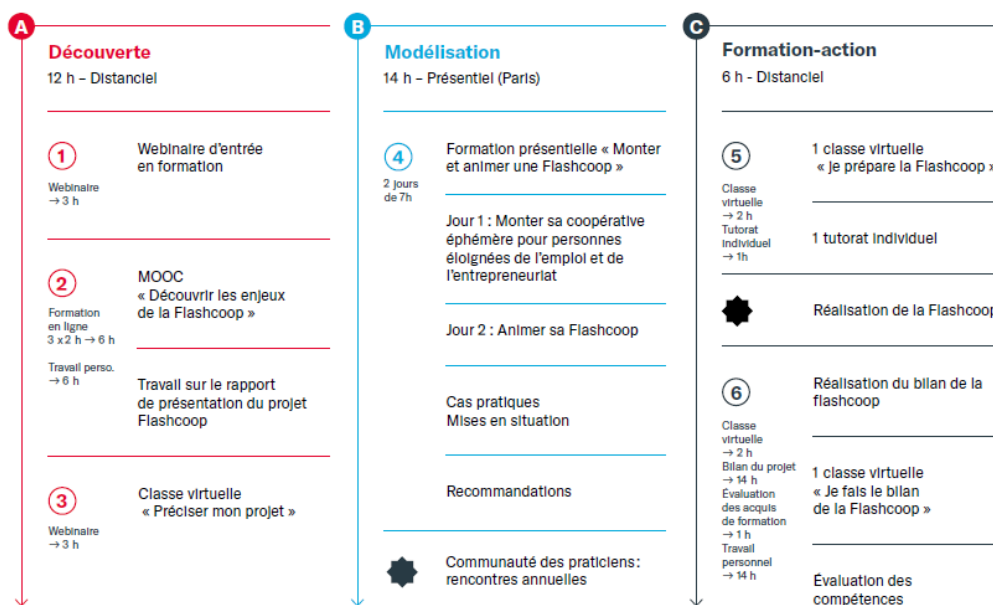 A
Découverte
12 h – Distanciel
1
Webinaire
→ 3 h
Webinaire d'entrée
en formation
2
Formation
en ligne
3 x 2 h → 6 h
Travail perso.
→ 6 h
MOOC
« Découvrir les enjeux
de la Flashcoop »
Travail sur le rapport
de présentation du projet
Flashcoop
3
Webinaire
→ 3 h
Classe virtuelle
« Préciser mon projet »
B
Modélisation
14 h – Présentiel (Paris)
4
2 jours
de 7h
Formation présentielle « Monter
et animer une Flashcoop »
Jour 1 : Monter sa coopérative
éphémère pour personnes
éloignées de l'emploi et de
l'entrepreneuriat
Jour 2 : Animer sa Flashcoop
Cas pratiques
Mises en situation
Recommandations
Communauté des praticiens :
rencontres annuelles
C
Formation-action
6 h - Distanciel
5
Classe
virtuelle
→ 2 h
Tutorat
individuel
→ 1h
1 classe virtuelle
« je prépare la Flashcoop »
1 tutorat individuel
Réalisation de la Flashcoop
6
Classe
virtuelle
→ 2 h
Bilan du projet
→ 14 h
Évaluation
des acquis
de formation
→ 1 h
Travail
personnel
→ 14 h
Réalisation du bilan de la
flashcoop
1 classe virtuelle
« Je fais le bilan
de la Flashcoop »
Évaluation des
compétences